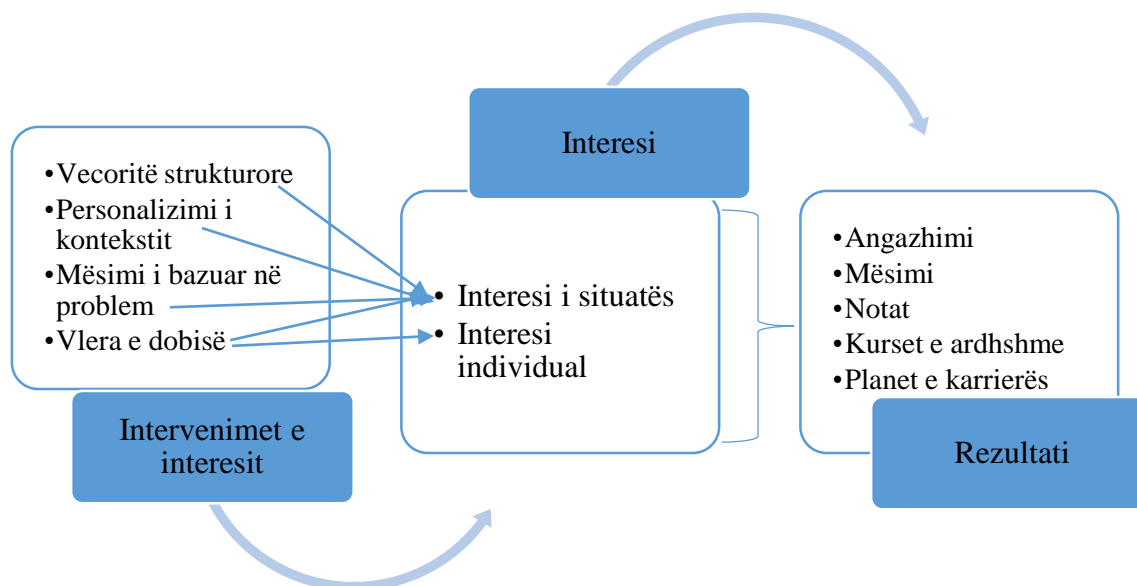 •Vecoritë strukturore
•Personalizimi i
kontekstit
•Mësimi i bazuar në
problem
•Vlera e dobisë
Intervenimet e
interesit
Interesi
• Interesi i situatës
• Interesi
individual
•Angazhimi
•Mësimi
•Notat
•Kurset e ardhshme
•Planet e karrierës
Rezultati